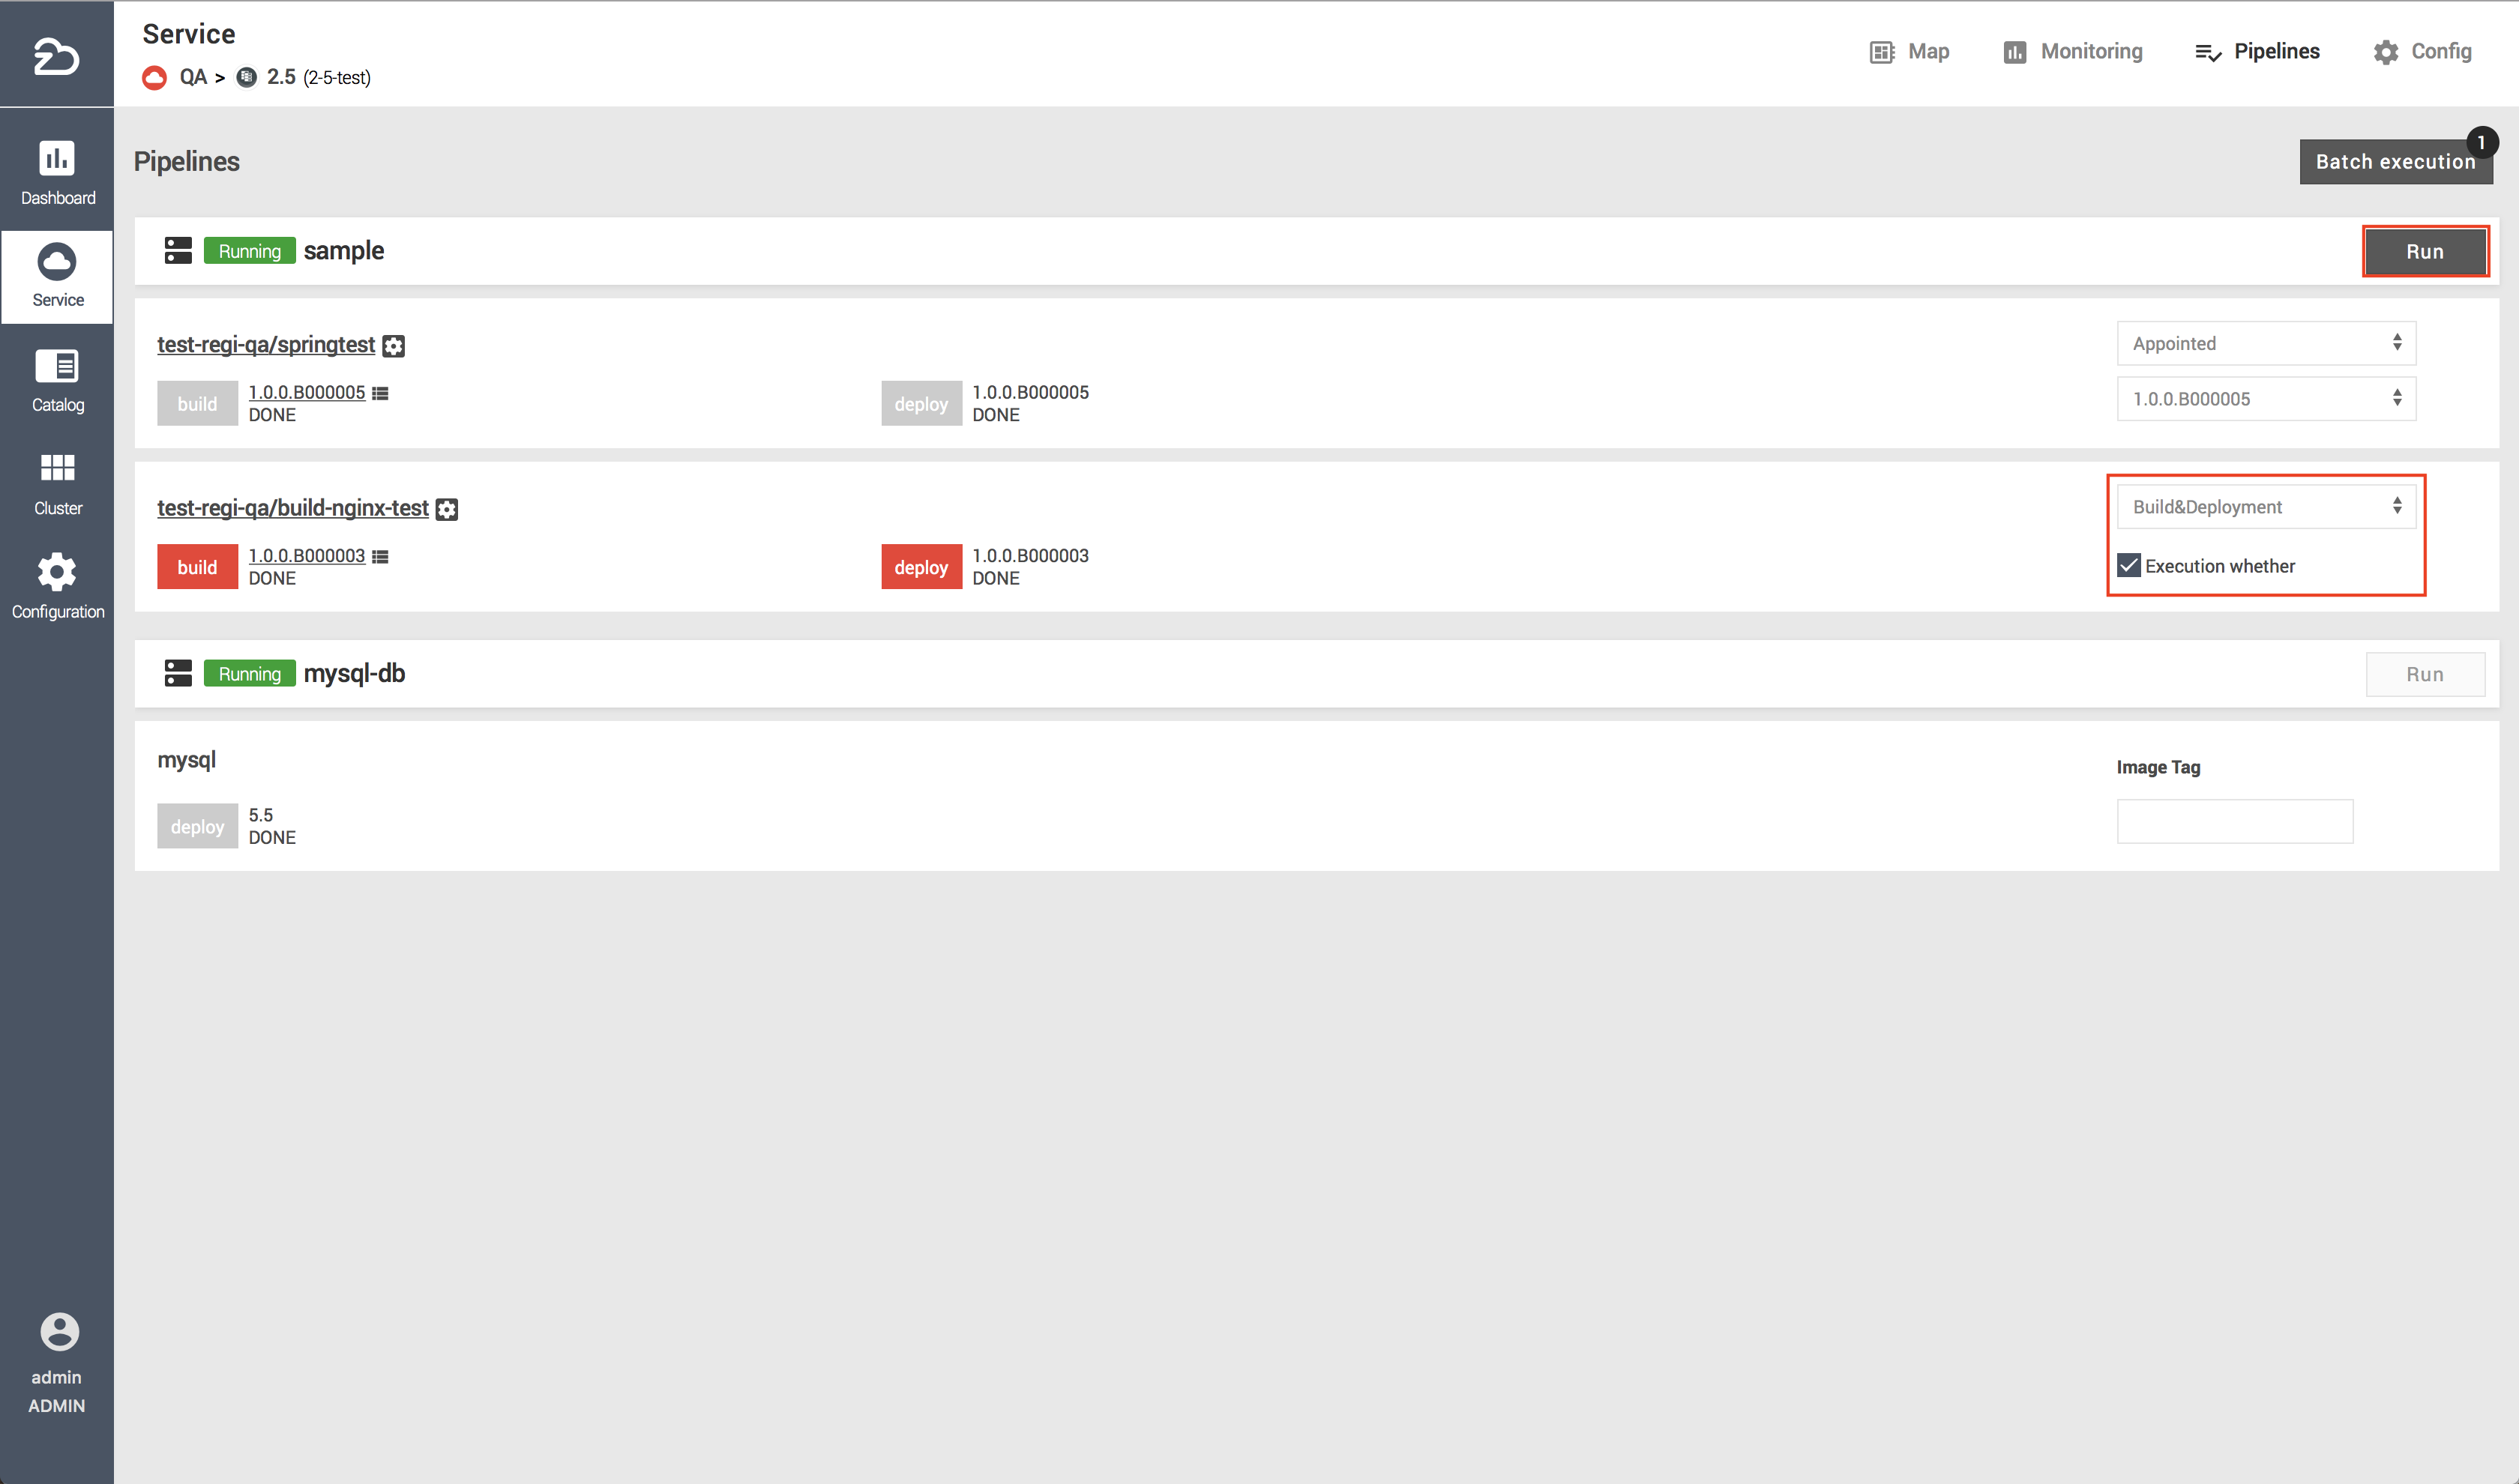 Service
QA > 2.5 (2-5-test)
Map
Monitoring
Pipelines
Config
Dashboard
Service
Catalog
Cluster
Configuration
admin
ADMIN
Pipelines
Batch execution
1
Running sample
Run
test-regi-qa/springtest
build
1.0.0.B000005
DONE
deploy
1.0.0.B000005
DONE
Appointed
1.0.0.B000005
test-regi-qa/build-nginx-test
build
1.0.0.B000003
DONE
deploy
1.0.0.B000003
DONE
Build&Deployment
Execution whether
Running mysql-db
Run
mysql
deploy
5.5
DONE
Image Tag